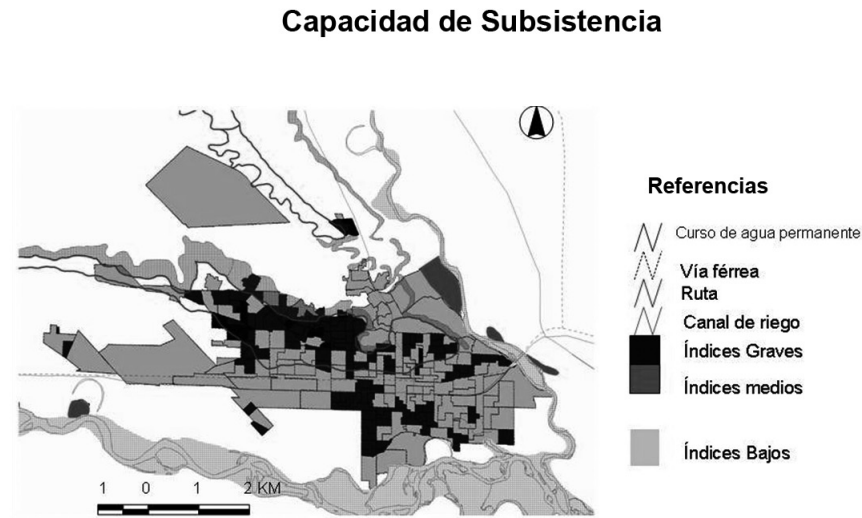 Capacidad de Subsistencia
Referencias
Curso de agua permanente
Vía férrea
Ruta
Canal de riego
Índices Graves
Índices medios
Índices Bajos
1 0 1 2 KM